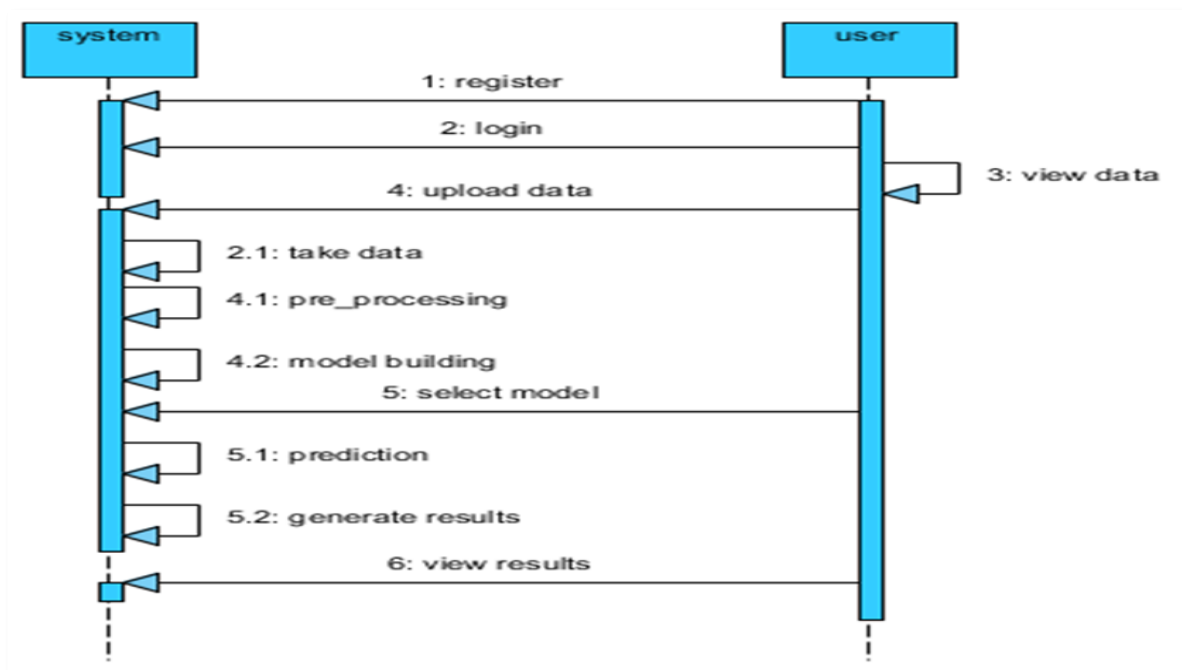 system
user
1: register
2: login
3: view data
4: upload data
2.1: take data
4.1: pre_processing
4.2: model building
5: select model
5.1: prediction
5.2: generate results
6: view results